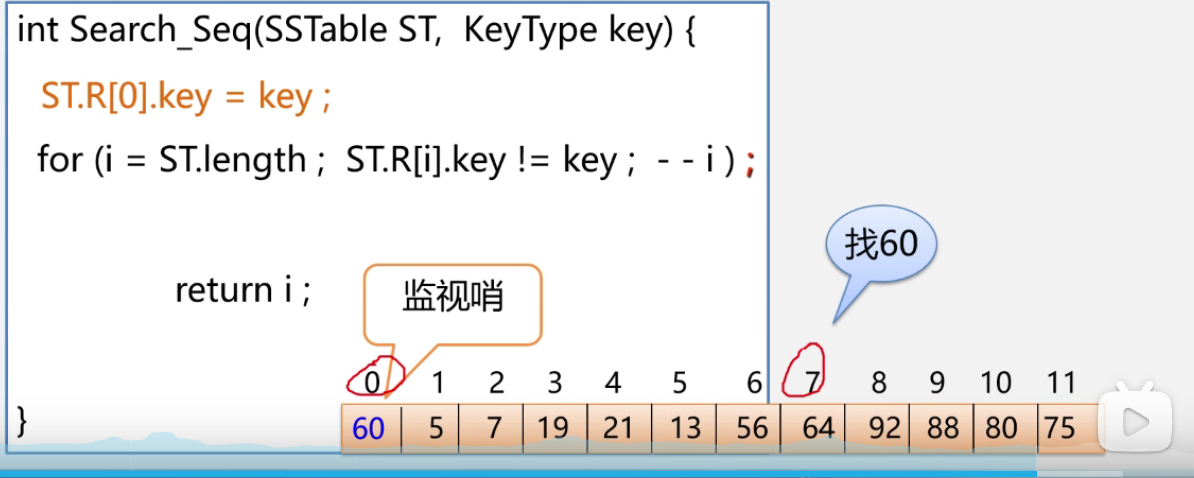 int Search_Seq(SSTable ST, KeyType key) {
ST.R[0].key = key ;
for (i = ST.length ; ST.R[i].key != key ; - - i ) ;
找60
return i ;
监视哨
0 1 2 3 4 5 6 7 8 9 10 11
60 5 7 19 21 13 56 64 92 88 80 75
}